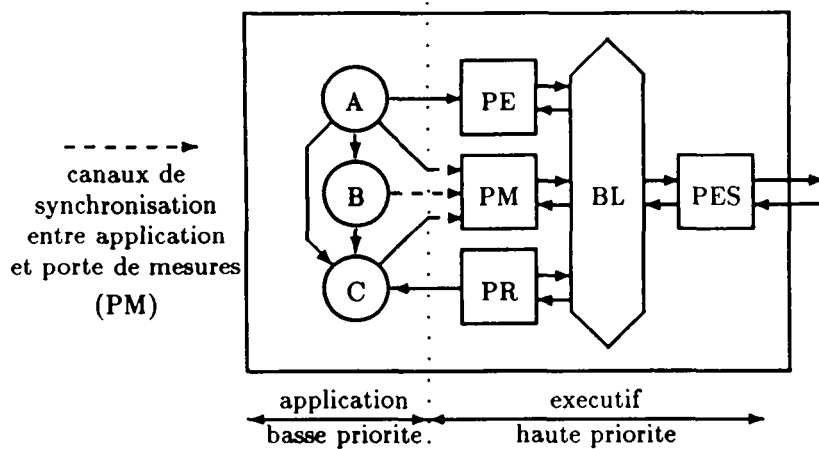 canaux de
synchronisation
entre application
et porte de mesures
(PM)
A
B
C
PE
PM
PR
BL
PES
application
basse priorite
executif
haute priorite